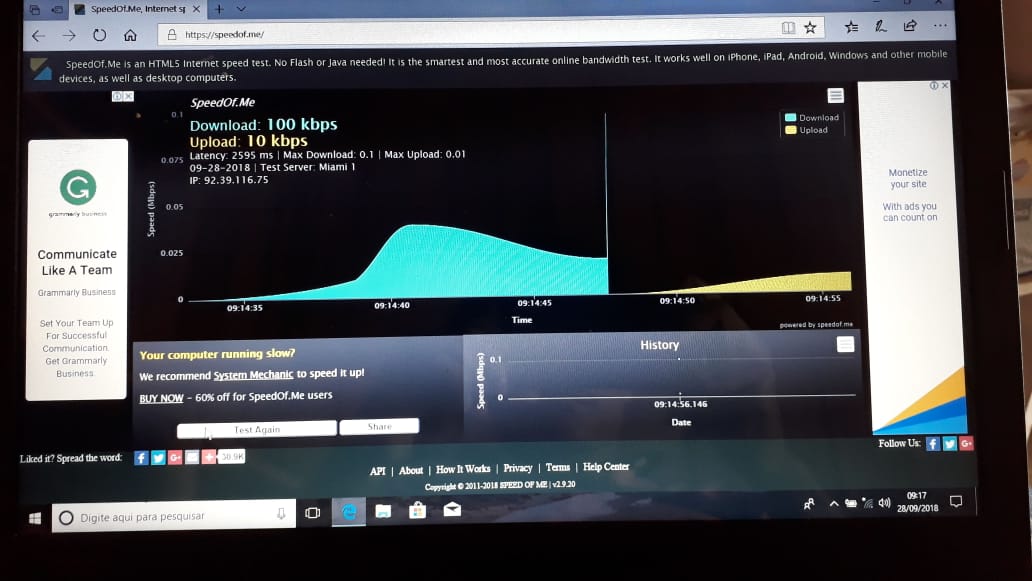 SpeedOf.Me, Internet sp
https://speedof.me/
SpeedOf.Me is an HTML5 Internet speed test. No Flash or Java needed! It is the smartest and most accurate online bandwidth test. It works well on iPhone, iPad, Android, Windows and other mobile
devices, as well as desktop computers.
SpeedOf.Me
Download: 100 kbps
Upload: 10 kbps
Latency: 2595 ms | Max Download: 0.1 | Max Upload: 0.01
09-28-2018 | Test Server: Miami 1
IP: 92.39.116.75
Download
Upload
Speed (Mbps)
0.1
0.075
0.05
0.025
0
09:14:35
09:14:40
09:14:45
09:14:50
09:14:55
Time
powered by speedof.me
G
grammarly business
Communicate
Like A Team
Grammarly Business
Set Your Team Up
For Successful
Communication.
Get Grammarly
Business.
Monetize
your site
With ads you
can count on
Your computer running slow?
We recommend System Mechanic to speed it up!
BUY NOW - 60% off for SpeedOf.Me users
Test Again
Share
History
Speed (Mbps)
0.1
0
09:14:56.146
Date
Liked it? Spread the word:
30.9K
Follow Us:
API | About | How It Works | Privacy | Terms | Help Center
Copyright © 2011-2018 SPEED OF ME | v2.9.20
Digite aqui para pesquisar
09:17
28/09/2018